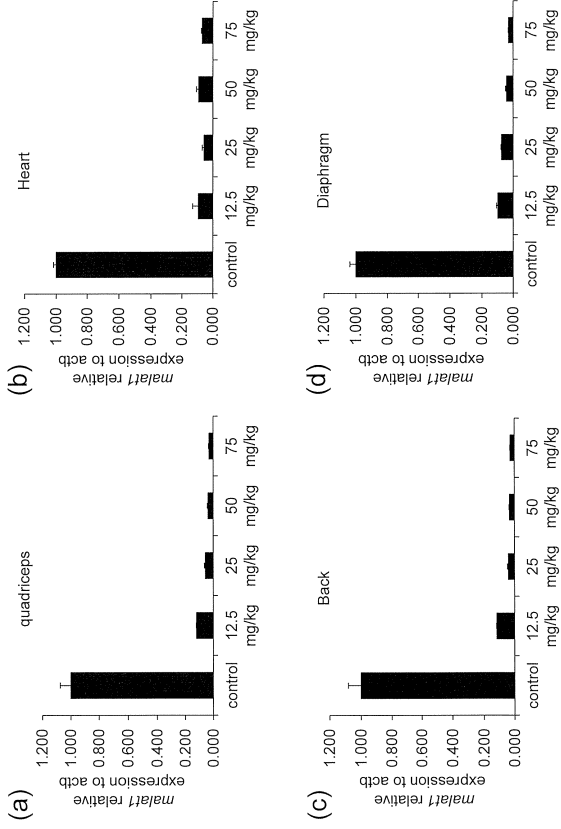 (a)
quadriceps
malat1 relative
expression to actb
1.200
1.000
0.800
0.600
0.400
0.200
0.000
control
12.5
mg/kg
25
mg/kg
50
mg/kg
75
mg/kg
(b)
Heart
malat1 relative
expression to actb
1.200
1.000
0.800
0.600
0.400
0.200
0.000
control
12.5
mg/kg
25
mg/kg
50
mg/kg
75
mg/kg
(c)
Back
malat1 relative
expression to actb
1.200
1.000
0.800
0.600
0.400
0.200
0.000
control
12.5
mg/kg
25
mg/kg
50
mg/kg
75
mg/kg
(d)
Diaphragm
malat1 relative
expression to actb
1.200
1.000
0.800
0.600
0.400
0.200
0.000
control
12.5
mg/kg
25
mg/kg
50
mg/kg
75
mg/kg